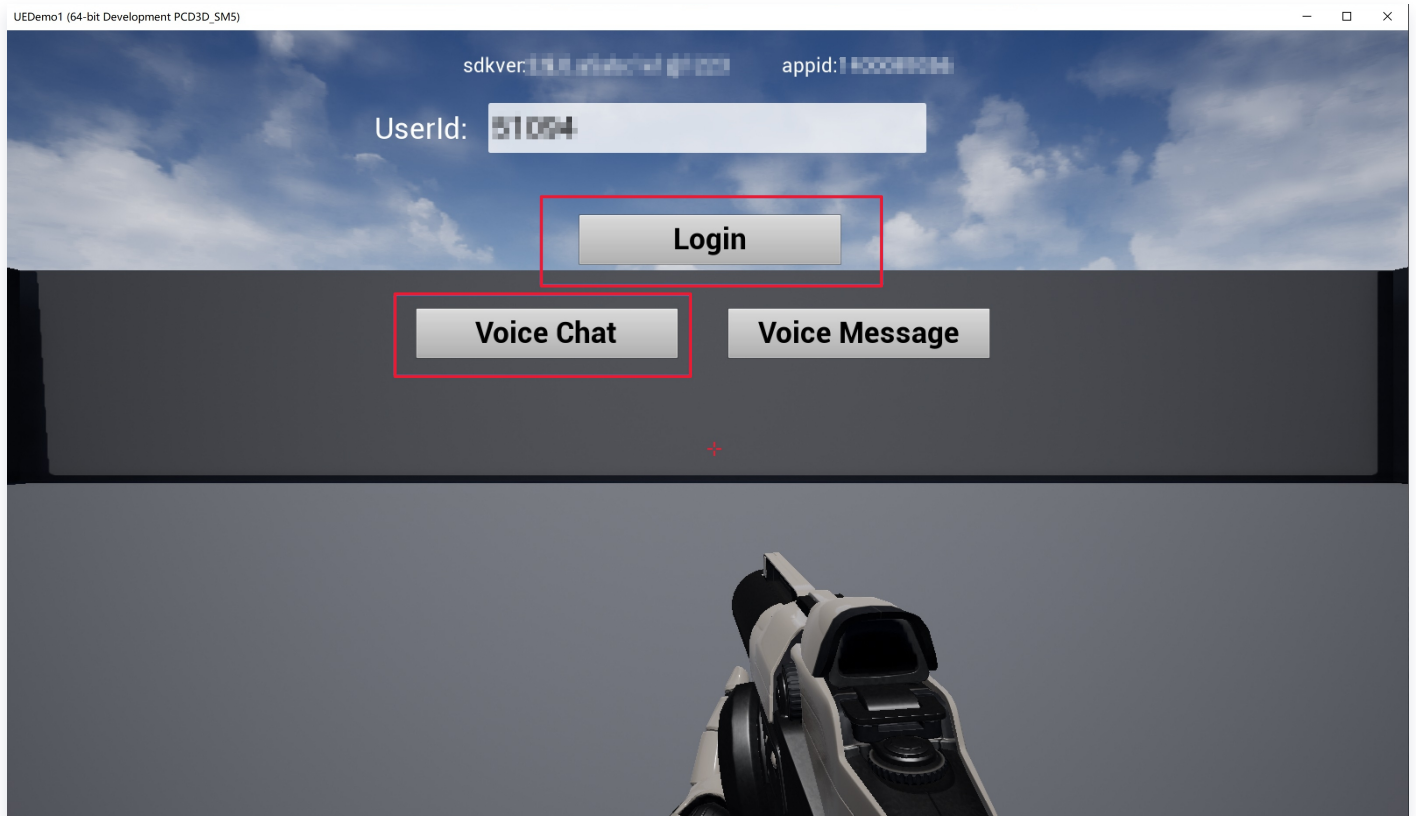 UEDemo1 (64-bit Development PCD3D_SM5)
sdkver: appid:
UserId:
Login
Voice Chat Voice Message